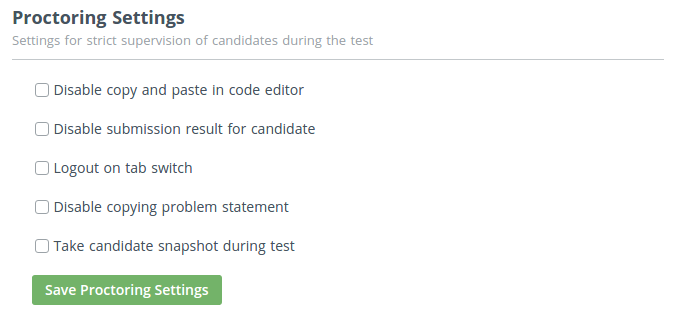 Proctoring Settings
Settings for strict supervision of candidates during the test
Disable copy and paste in code editor
Disable submission result for candidate
Logout on tab switch
Disable copying problem statement
Take candidate snapshot during test
Save Proctoring Settings